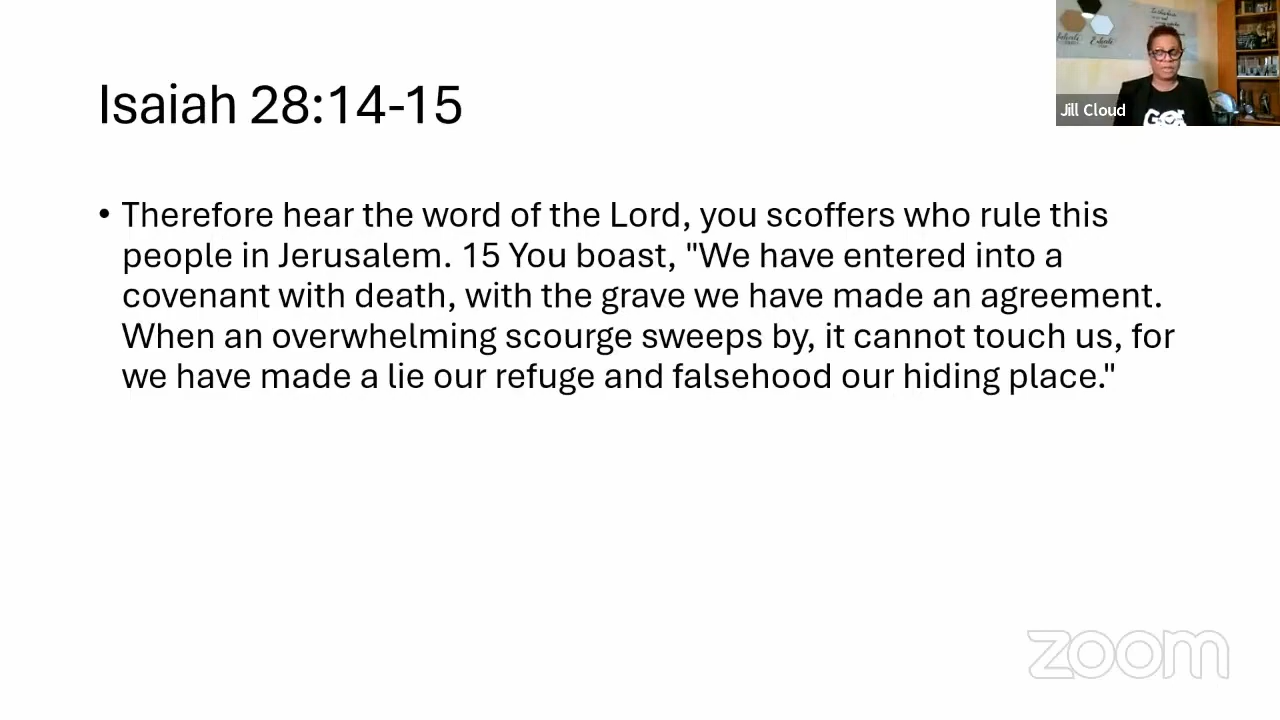 Isaiah 28:14-15
• Therefore hear the word of the Lord, you scoffers who rule this
people in Jerusalem. 15 You boast, "We have entered into a
covenant with death, with the grave we have made an agreement.
When an overwhelming scourge sweeps by, it cannot touch us, for
we have made a lie our refuge and falsehood our hiding place."
Jill Cloud
zoom